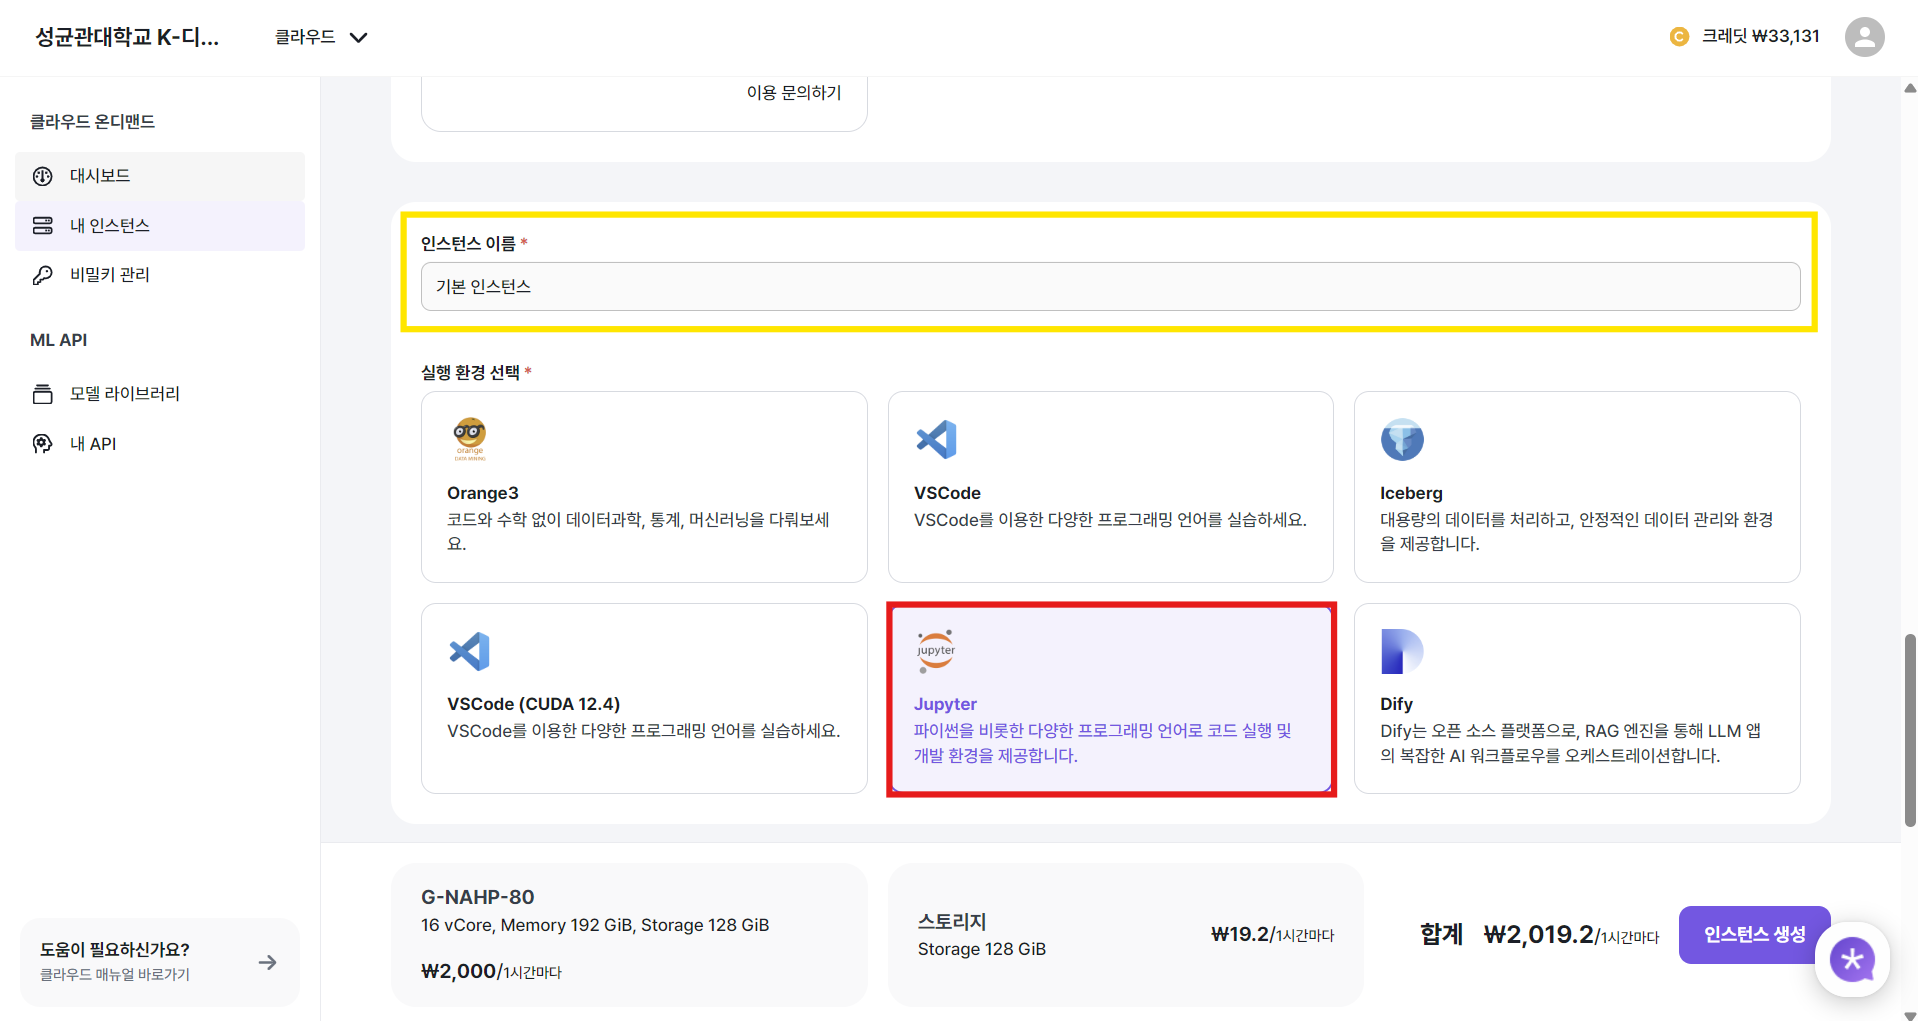 성균관대학교 K-디...
클라우드
크레딧 ₩33,131
클라우드 온디맨드
대시보드
내 인스턴스
비밀키 관리
ML API
모델 라이브러리
내 API
도움이 필요하신가요?
클라우드 매뉴얼 바로가기
이용 문의하기
인스턴스 이름 *
기본 인스턴스
실행 환경 선택 *
orange
DATA MINING
Orange3
코드와 수학 없이 데이터과학, 통계, 머신러닝을 다뤄보세
요.
VSCode
VSCode를 이용한 다양한 프로그래밍 언어를 실습하세요.
Iceberg
대용량의 데이터를 처리하고, 안정적인 데이터 관리와 환경
을 제공합니다.
VSCode (CUDA 12.4)
VSCode를 이용한 다양한 프로그래밍 언어를 실습하세요.
jupyter
Jupyter
파이썬을 비롯한 다양한 프로그래밍 언어로 코드 실행 및
개발 환경을 제공합니다.
Dify
Dify는 오픈 소스 플랫폼으로, RAG 엔진을 통해 LLM 앱
의 복잡한 AI 워크플로우를 오케스트레이션합니다.
G-NAHP-80
16 vCore, Memory 192 GiB, Storage 128 GiB
₩2,000/1시간마다
스토리지
Storage 128 GiB
₩19.2/1시간마다
합계 ₩2,019.2/1시간마다
인스턴스 생성